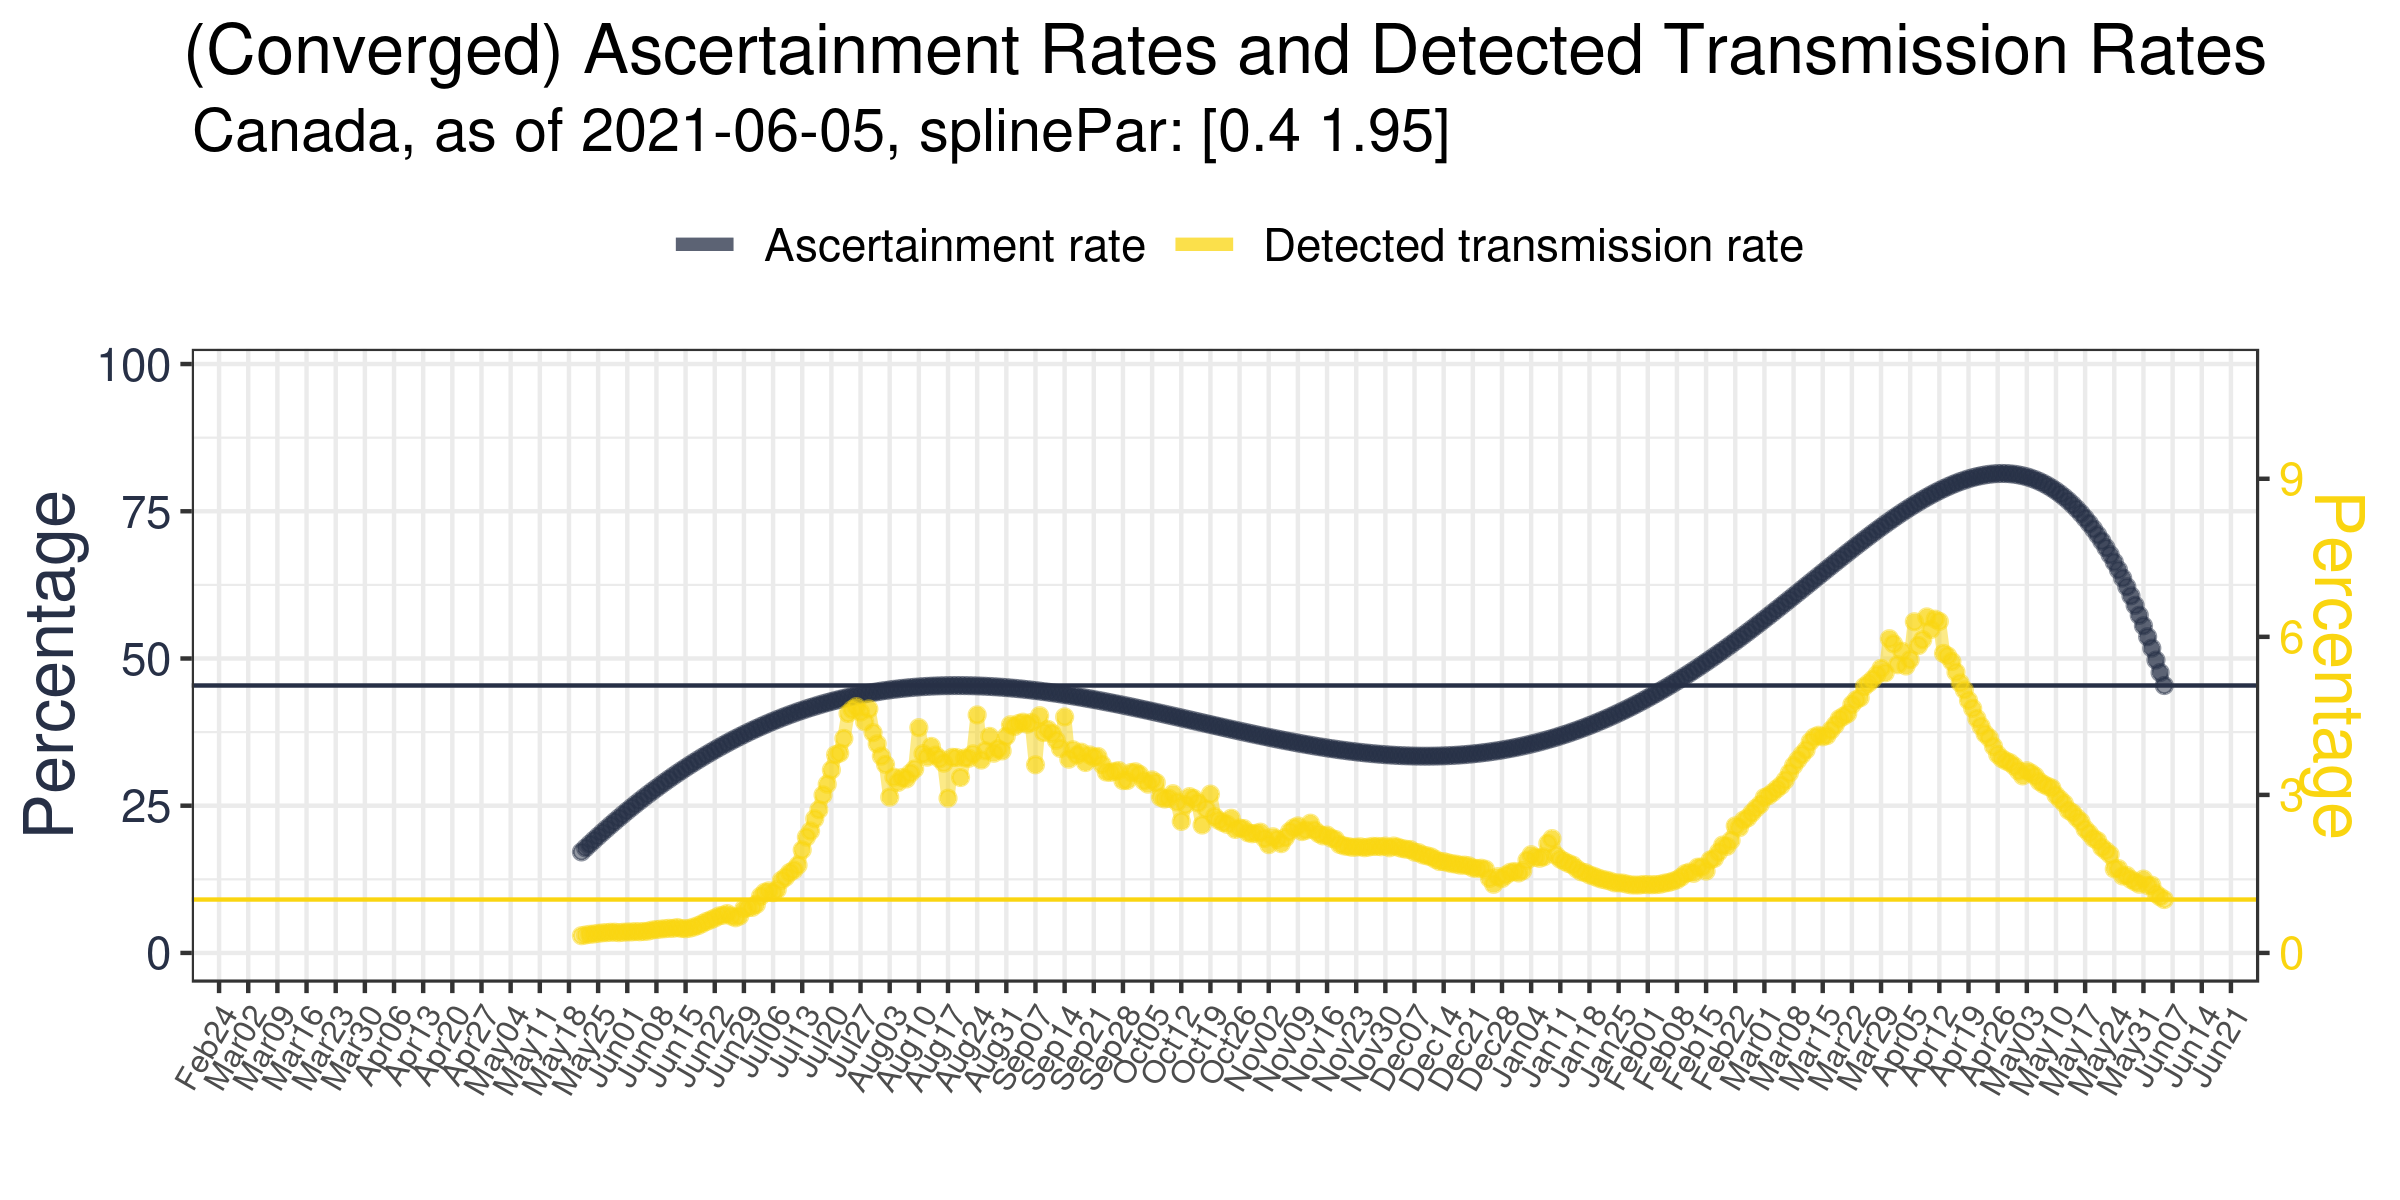 (Converged) Ascertainment Rates and Detected Transmission Rates
Canada, as of 2021-06-05, splinePar: [0.4 1.95]
Ascertainment rate
Detected transmission rate
Percentage
100
75
50
25
0
9
6
3
0
Percentage
Feb24
Mar02
Mar09
Mar16
Mar23
Mar30
Apr06
Apr13
Apr20
Apr27
May04
May11
May18
May25
Jun01
Jun08
Jun15
Jun22
Jun29
Jul06
Jul13
Jul20
Jul27
Aug03
Aug10
Aug17
Aug24
Aug31
Sep07
Sep14
Sep21
Sep28
Oct05
Oct12
Oct19
Oct26
Nov02
Nov09
Nov16
Nov23
Nov30
Dec07
Dec14
Dec21
Dec28
Jan04
Jan11
Jan18
Jan25
Feb01
Feb08
Feb15
Feb22
Mar01
Mar08
Mar15
Mar22
Mar29
Apr05
Apr12
Apr19
Apr26
May03
May10
May17
May24
May31
Jun07
Jun14
Jun21